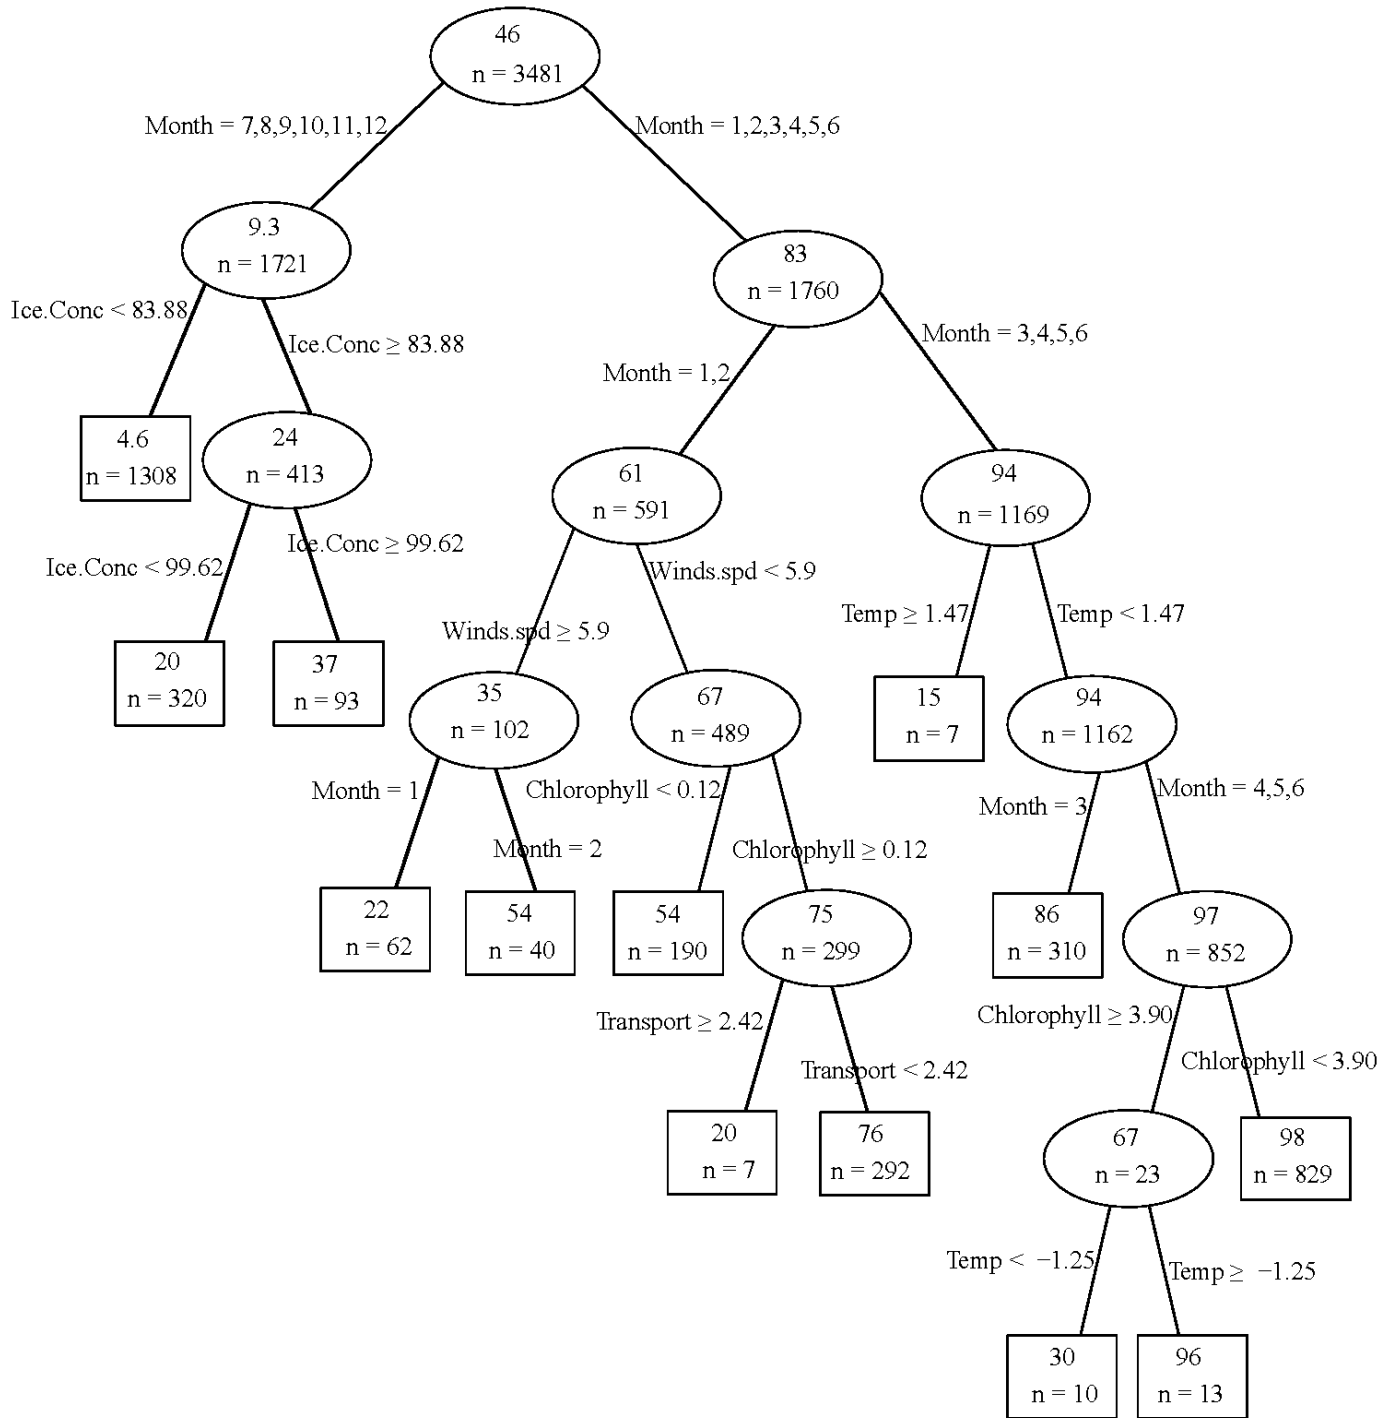 46
n = 3481
Month = 7,8,9,10,11,12
Month = 1,2,3,4,5,6
9.3
n = 1721
83
n = 1760
Ice.Conc < 83.88
Ice.Conc ≥ 83.88
Month = 1,2
Month = 3,4,5,6
4.6
n = 1308
24
n = 413
61
n = 591
94
n = 1169
Ice.Conc < 99.62
Ice.Conc ≥ 99.62
Winds.spd ≥ 5.9
Winds.spd < 5.9
Temp ≥ 1.47
Temp < 1.47
20
n = 320
37
n = 93
35
n = 102
67
n = 489
15
n = 7
94
n = 1162
Month = 1
Month = 2
Chlorophyll < 0.12
Chlorophyll ≥ 0.12
Month = 3
Month = 4,5,6
22
n = 62
54
n = 40
54
n = 190
75
n = 299
86
n = 310
97
n = 852
Transport ≥ 2.42
Transport < 2.42
Chlorophyll ≥ 3.90
Chlorophyll < 3.90
20
n = 7
76
n = 292
67
n = 23
98
n = 829
Temp < −1.25
Temp ≥ −1.25
30
n = 10
96
n = 13